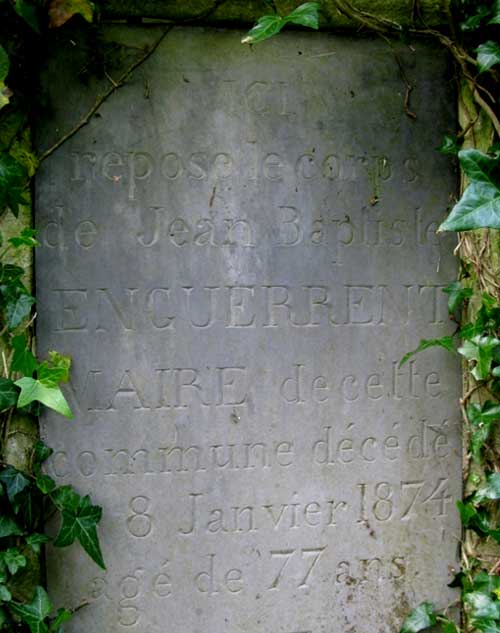 ICI
repose le corps
de Jean Baptiste
ENGUERRENT
MAIRE de cette
commune décédé
8 Janvier 1874
agé de 77 ans